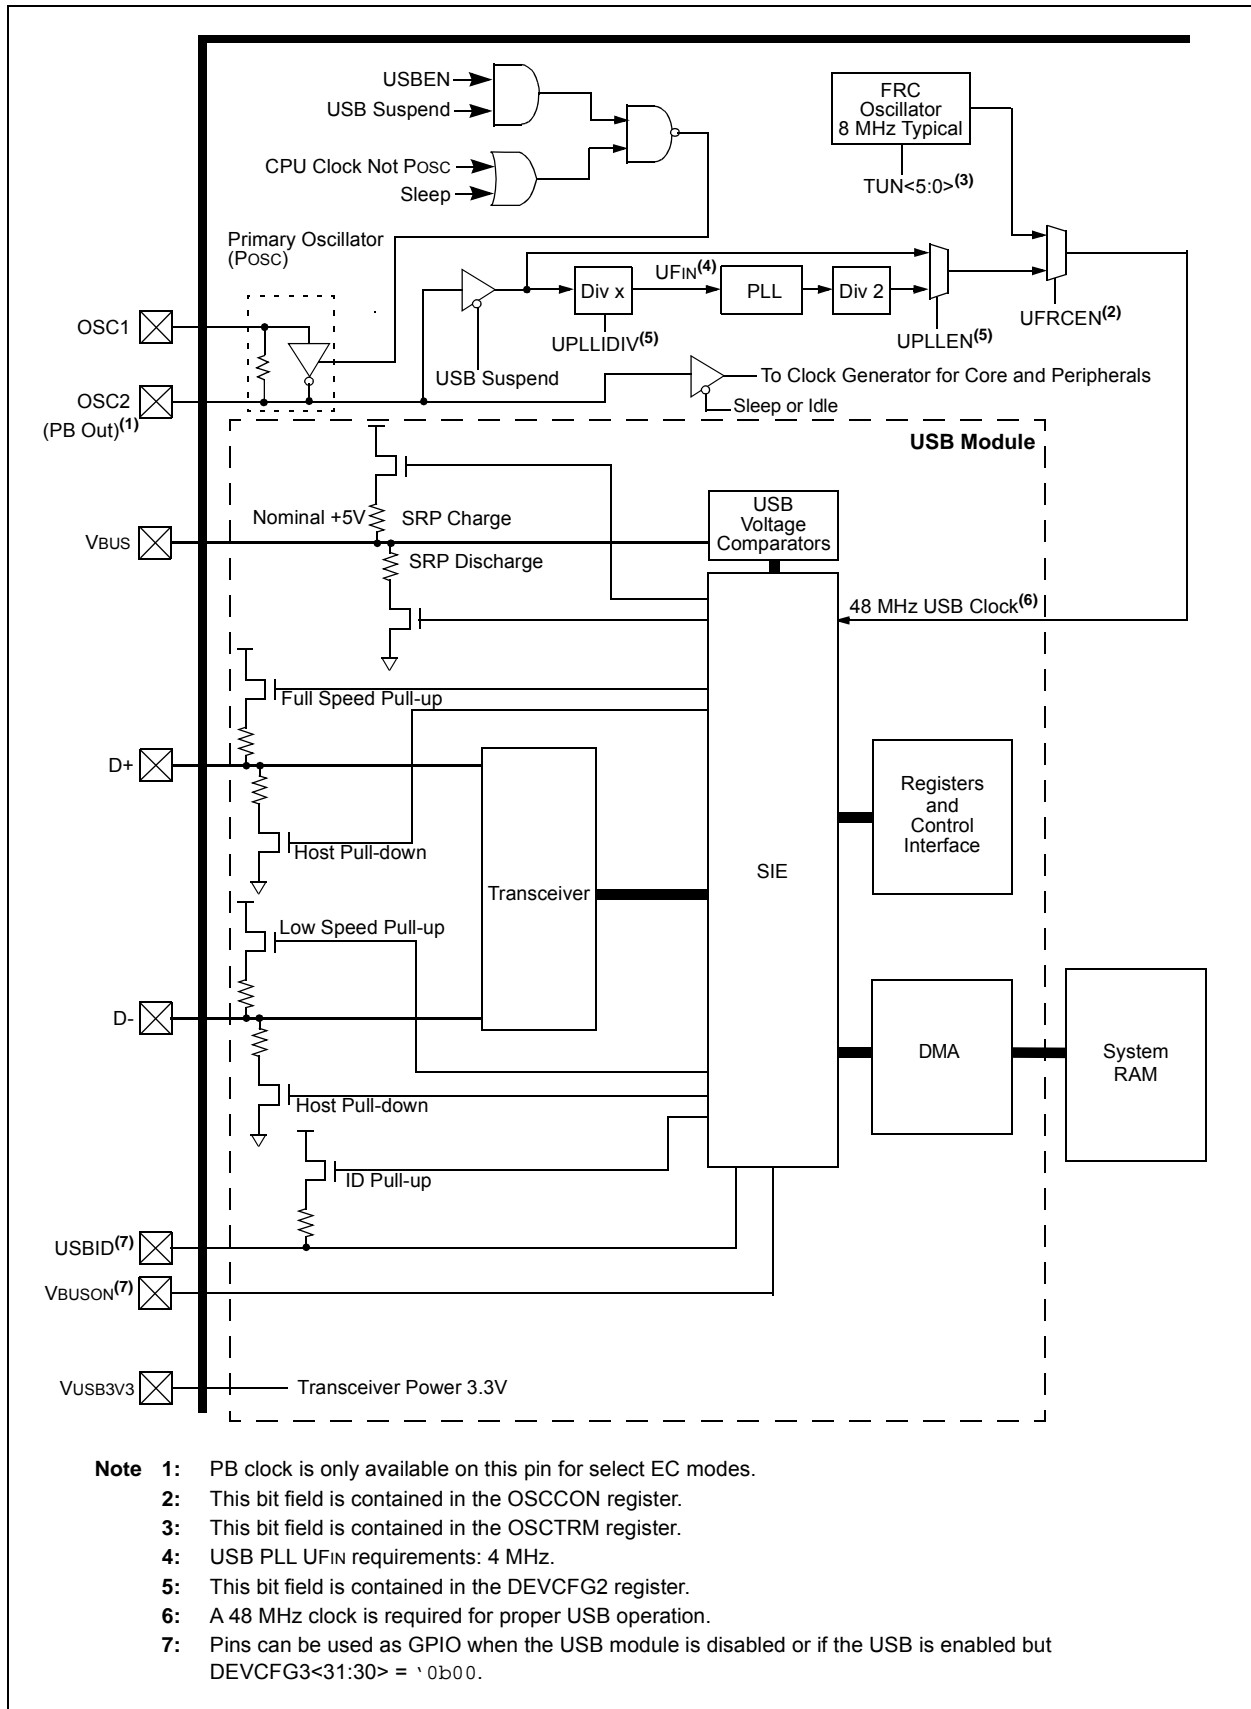 USBEN
USB Suspend
CPU Clock Not POSC
Sleep
FRC
Oscillator
8 MHz Typical
TUN<5:0>(3)
Primary Oscillator
(POSC)
UFIN(4)
Div x
PLL
Div 2
UFRCEN(2)
OSC1
UPLLIDIV(5)
UPLLEN(5)
USB Suspend
To Clock Generator for Core and Peripherals
OSC2
(PB Out)(1)
Sleep or Idle
USB Module
USB
Voltage
Comparators
Nominal +5V
SRP Charge
VBUS
SRP Discharge
48 MHz USB Clock(6)
Full Speed Pull-up
D+
Registers
and
Control
Interface
Host Pull-down
SIE
Transceiver
Low Speed Pull-up
D-
DMA
System
RAM
Host Pull-down
ID Pull-up
USBID(7)
VBUSON(7)
VUSB3V3
Transceiver Power 3.3V
Note 1: PB clock is only available on this pin for select EC modes.
2: This bit field is contained in the OSCCON register.
3: This bit field is contained in the OSCTRM register.
4: USB PLL UFIN requirements: 4 MHz.
5: This bit field is contained in the DEVCFG2 register.
6: A 48 MHz clock is required for proper USB operation.
7: Pins can be used as GPIO when the USB module is disabled or if the USB is enabled but
DEVCFG3<31:30> = '0b00.